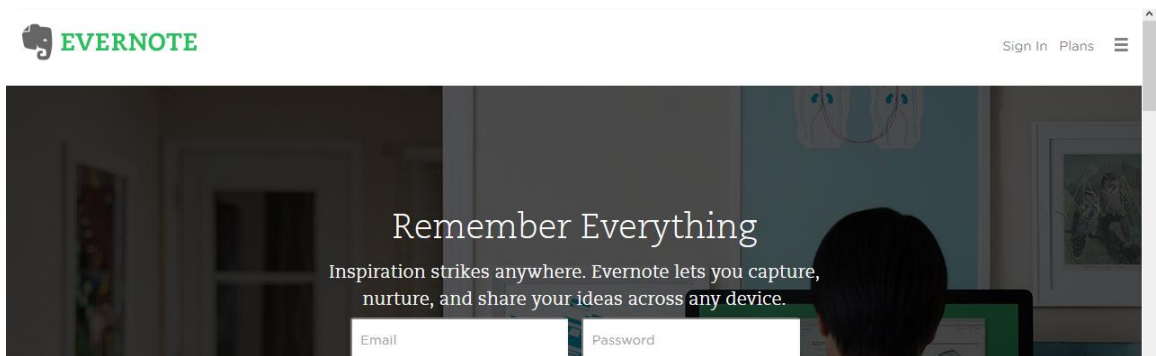 EVERNOTE
Sign In Plans
Remember Everything
Inspiration strikes anywhere. Evernote lets you capture,
nurture, and share your ideas across any device.
Email Password